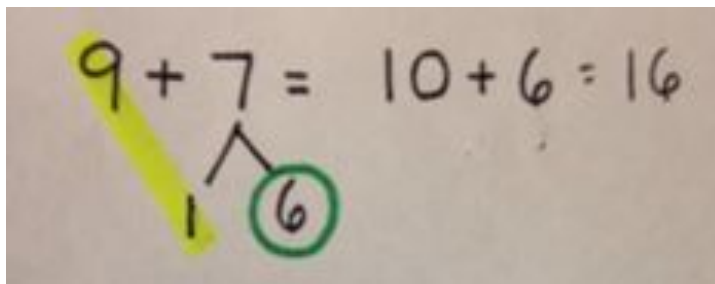 9 + 7 = 10 + 6 = 16
1 6